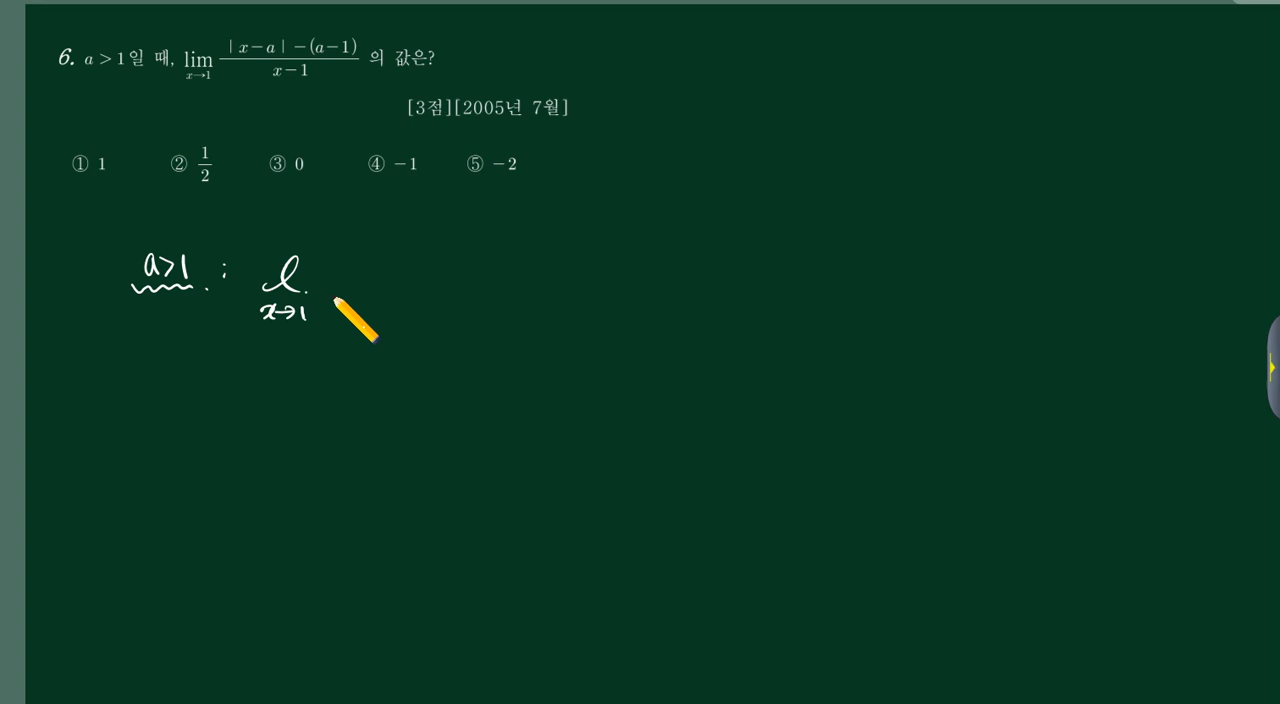 6. a > 1일 때, lim x→1 (|x-a|-(a-1))/(x-1) 의 값은?
[3점][2005년 7월]
① 1 ② 1/2 ③ 0 ④ -1 ⑤ -2
a>1. : l.
x→1